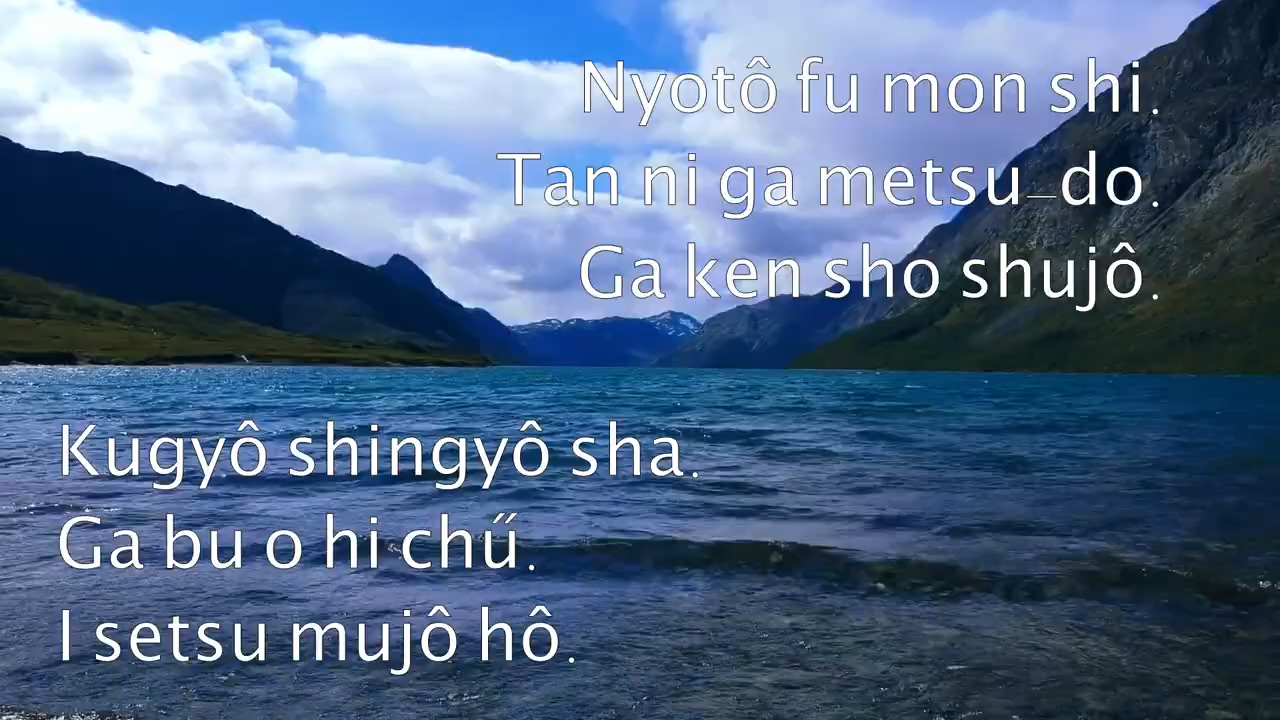 Nyotô fu mon shi.
Tan ni ga metsu–do.
Ga ken sho shujô.
Kugyô shingyô sha.
Ga bu o hi chű.
I setsu mujô hô.